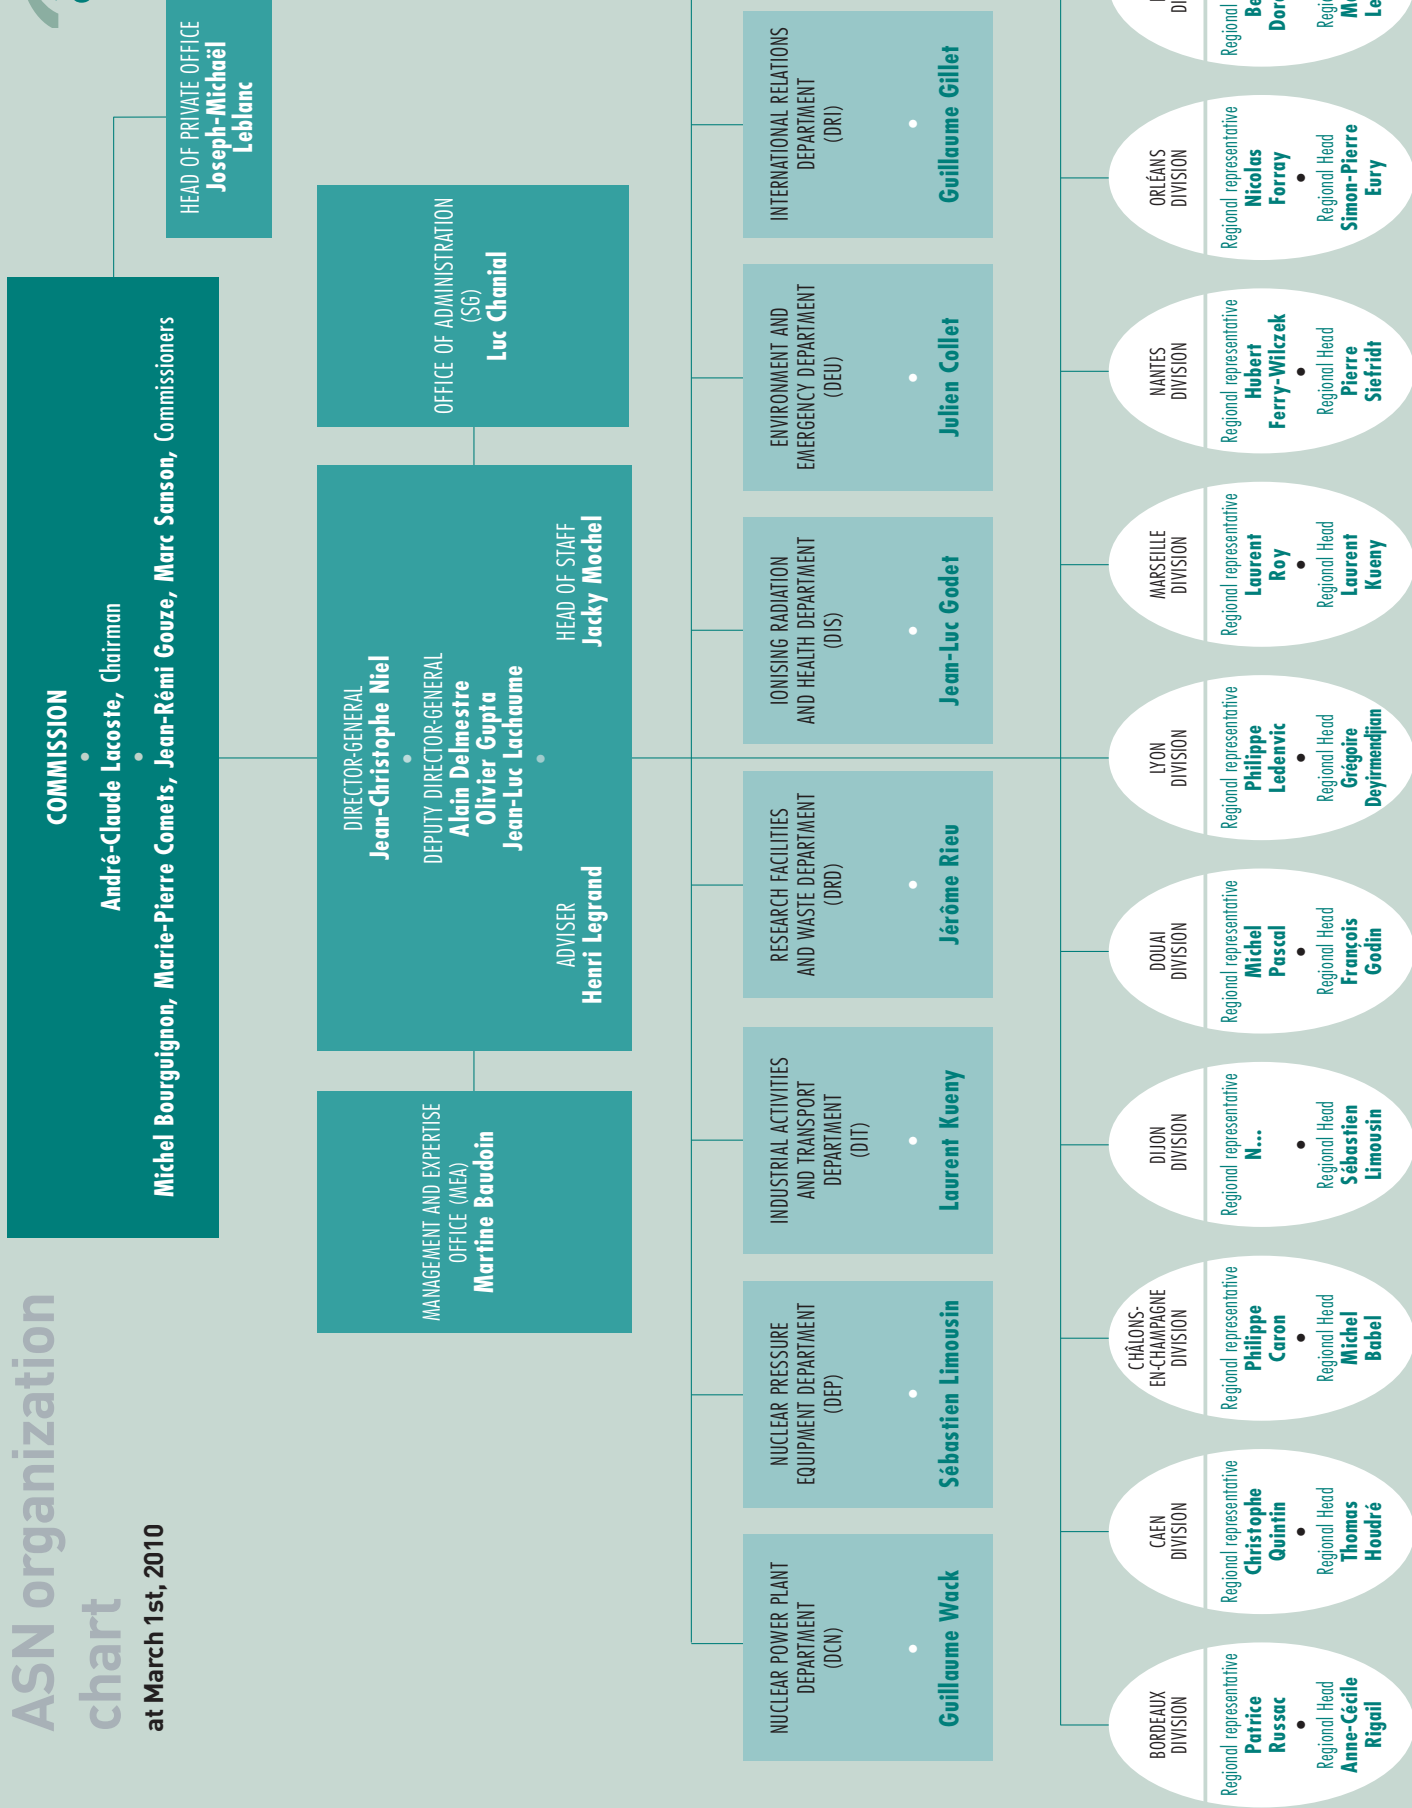 ASN organization
chart
at March 1st, 2010
COMMISSION
André-Claude Lacoste, Chairman
Michel Bourguignon, Marie-Pierre Comets, Jean-Rémi Gouze, Marc Sanson, Commissioners
HEAD OF PRIVATE OFFICE
Joseph-Michaël
Leblanc
MANAGEMENT AND EXPERTISE
OFFICE (MEA)
Martine Baudoin
DIRECTOR-GENERAL
Jean-Christophe Niel
DEPUTY DIRECTOR-GENERAL
Alain Delmestre
Olivier Gupta
Jean-Luc Lachaume
ADVISER
Henri Legrand
HEAD OF STAFF
Jacky Mochel
OFFICE OF ADMINISTRATION
(SG)
Luc Chanial
NUCLEAR POWER PLANT
DEPARTMENT
(DCN)
Guillaume Wack
NUCLEAR PRESSURE
EQUIPMENT DEPARTMENT
(DEP)
Sébastien Limousin
INDUSTRIAL ACTIVITIES
AND TRANSPORT
DEPARTMENT
(DIT)
Laurent Kueny
RESEARCH FACILITIES
AND WASTE DEPARTMENT
(DRD)
Jérôme Rieu
IONISING RADIATION
AND HEALTH DEPARTMENT
(DIS)
Jean-Luc Godet
ENVIRONMENT AND
EMERGENCY DEPARTMENT
(DEU)
Julien Collet
INTERNATIONAL RELATIONS
DEPARTMENT
(DRI)
Guillaume Gillet
BORDEAUX
DIVISION
Regional representative
Patrice
Russac
Regional Head
Anne-Cécile
Rigail
CAEN
DIVISION
Regional representative
Christophe
Quintin
Regional Head
Thomas
Houdré
CHÂLONS-
EN-CHAMPAGNE
DIVISION
Regional representative
Philippe
Caron
Regional Head
Michel
Babel
DIJON
DIVISION
Regional representative
N...
Regional Head
Sébastien
Limousin
DOUAI
DIVISION
Regional representative
Michel
Pascal
Regional Head
François
Godin
LYON
DIVISION
Regional representative
Philippe
Ledenvic
Regional Head
Grégoire
Deyirmendjian
MARSEILLE
DIVISION
Regional representative
Laurent
Roy
Regional Head
Laurent
Kueny
NANTES
DIVISION
Regional representative
Hubert
Ferry-Wilczek
Regional Head
Pierre
Siefridt
ORLÉANS
DIVISION
Regional representative
Nicolas
Forray
Regional Head
Simon-Pierre
Eury
Regional